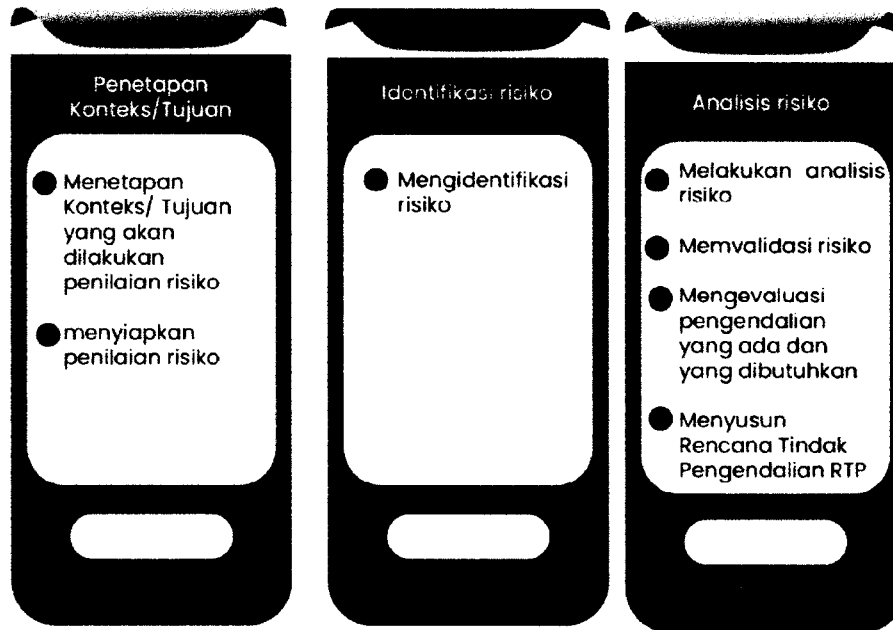 Penetapan
Konteks/Tujuan
Menetapan
Konteks/ Tujuan
yang akan
dilakukan
penilaian risiko
menyiapkan
penilaian risiko
Identifikasi risiko
Mengidentifikasi
risiko
Analisis risiko
Melakukan analisis
risiko
Memvalidasi risiko
Mengevaluasi
pengendalian
yang ada dan
yang dibutuhkan
Menyusun
Rencana Tindak
Pengendalian RTP